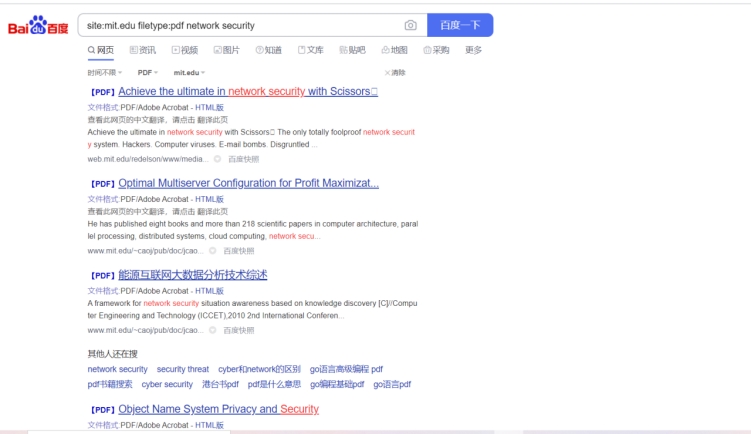 Bai du 百度
site:mit.edu filetype:pdf network security
百度一下
网页 资讯 视频 图片 知道 文库 贴吧 地图 采购 更多
时间不限 PDF mit.edu 清除
【PDF】Achieve the ultimate in network security with Scissors
文件格式:PDF/Adobe Acrobat - HTML版
查看此网页的中文翻译，请点击 翻译此页
Achieve the ultimate in network security with Scissors The only totally foolproof network securit
y system. Hackers. Computer viruses. E-mail bombs. Disgruntled ...
web.mit.edu/redelson/www/media... 百度快照
【PDF】Optimal Multiserver Configuration for Profit Maximizat...
文件格式:PDF/Adobe Acrobat - HTML版
查看此网页的中文翻译，请点击 翻译此页
He has published eight books and more than 218 scientific papers in computer architecture, paral
lel processing, distributed systems, cloud computing, network secu...
www.mit.edu/~caoj/pub/doc/jcao... 百度快照
【PDF】能源互联网大数据分析技术综述
文件格式:PDF/Adobe Acrobat - HTML版
A framework for network security situation awareness based on knowledge discovery [C]//Compu
ter Engineering and Technology (ICCET),2010 2nd International Conferen...
www.mit.edu/~caoj/pub/doc/jcao... 百度快照
其他人还在搜
network security security threat cyber和network的区别 go语言高级编程 pdf
pdf书籍搜索 cyber security 港台书pdf pdf是什么意思 go编程基础pdf go语言pdf
【PDF】Object Name System Privacy and Security
文件格式:PDF/Adobe Acrobat - HTML版